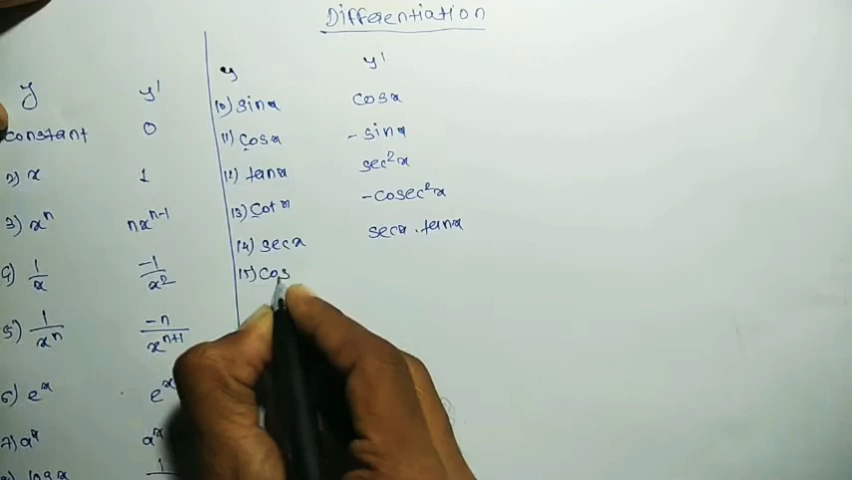 Differentiation
y y'
constant 0
2) x 1
3) xⁿ nxⁿ⁻¹
4) 1/x -1/x²
5) 1/xⁿ -n/xⁿ⁺¹
6) eˣ eˣ
7) aˣ aˣ
y y'
10) sinx cosx
11) cosx -sinx
12) tanx sec²x
13) cotx -cosec²x
14) secx secx.tanx
15) cos